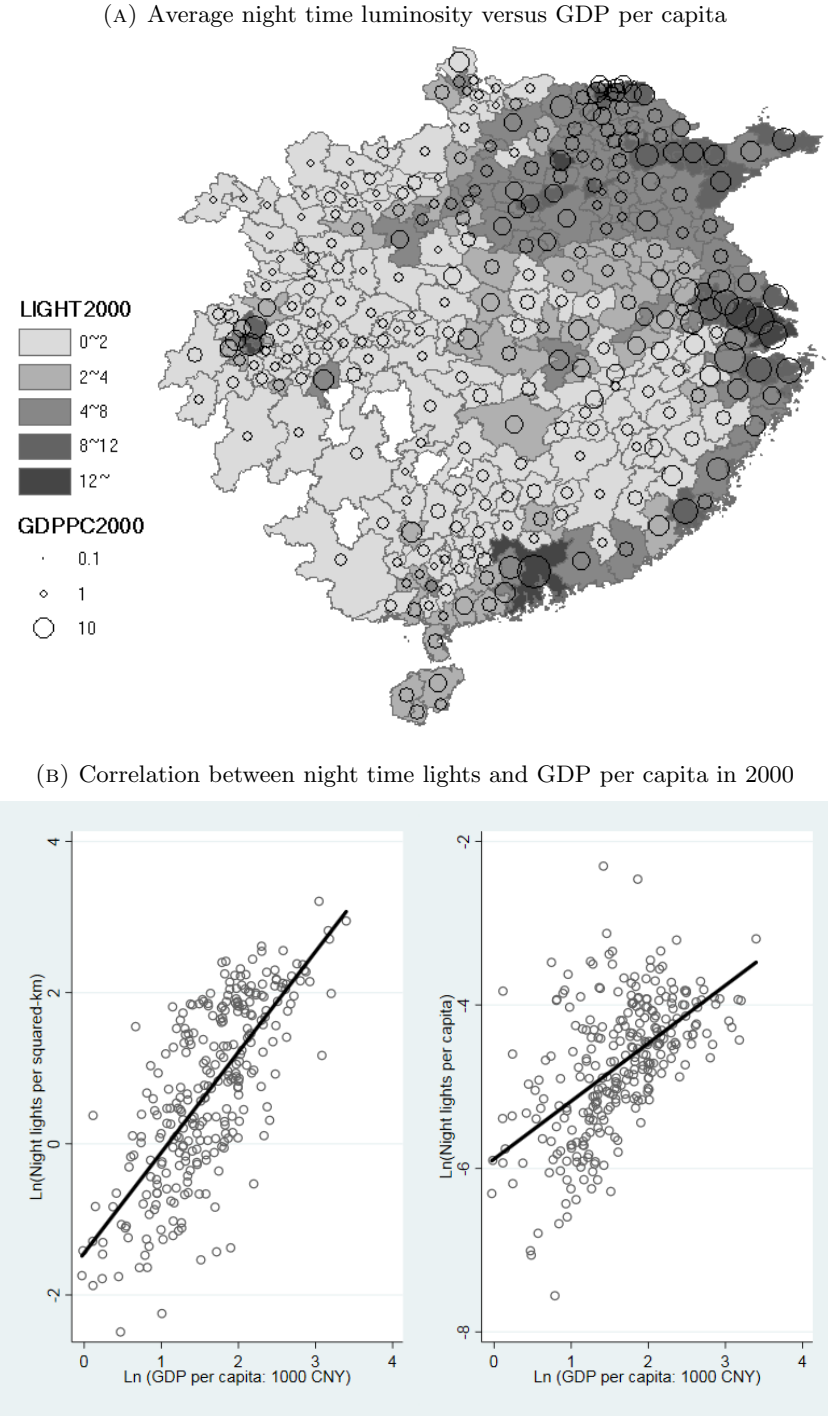 (A) Average night time luminosity versus GDP per capita
LIGHT2000
0~2
2~4
4~8
8~12
12~
GDPPC2000
0.1
1
10
(B) Correlation between night time lights and GDP per capita in 2000
Ln(Night lights per squared-km)
4
2
0
-2
0 1 2 3 4
Ln (GDP per capita: 1000 CNY)
Ln(Night lights per capita)
-2
-4
-6
-8
0 1 2 3 4
Ln (GDP per capita: 1000 CNY)